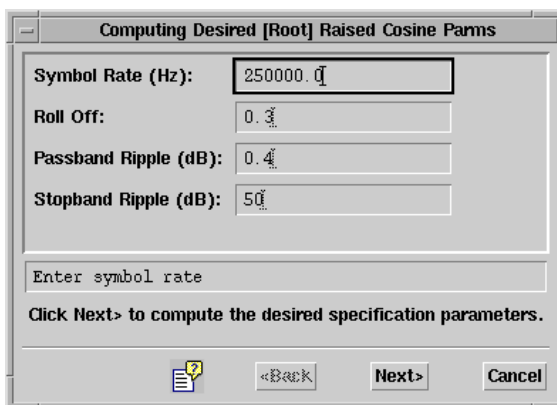 Computing Desired [Root] Raised Cosine Parms
Symbol Rate (Hz): 250000.0
Roll Off: 0.3
Passband Ripple (dB): 0.4
Stopband Ripple (dB): 50
Enter symbol rate
Click Next> to compute the desired specification parameters.
<Back Next> Cancel